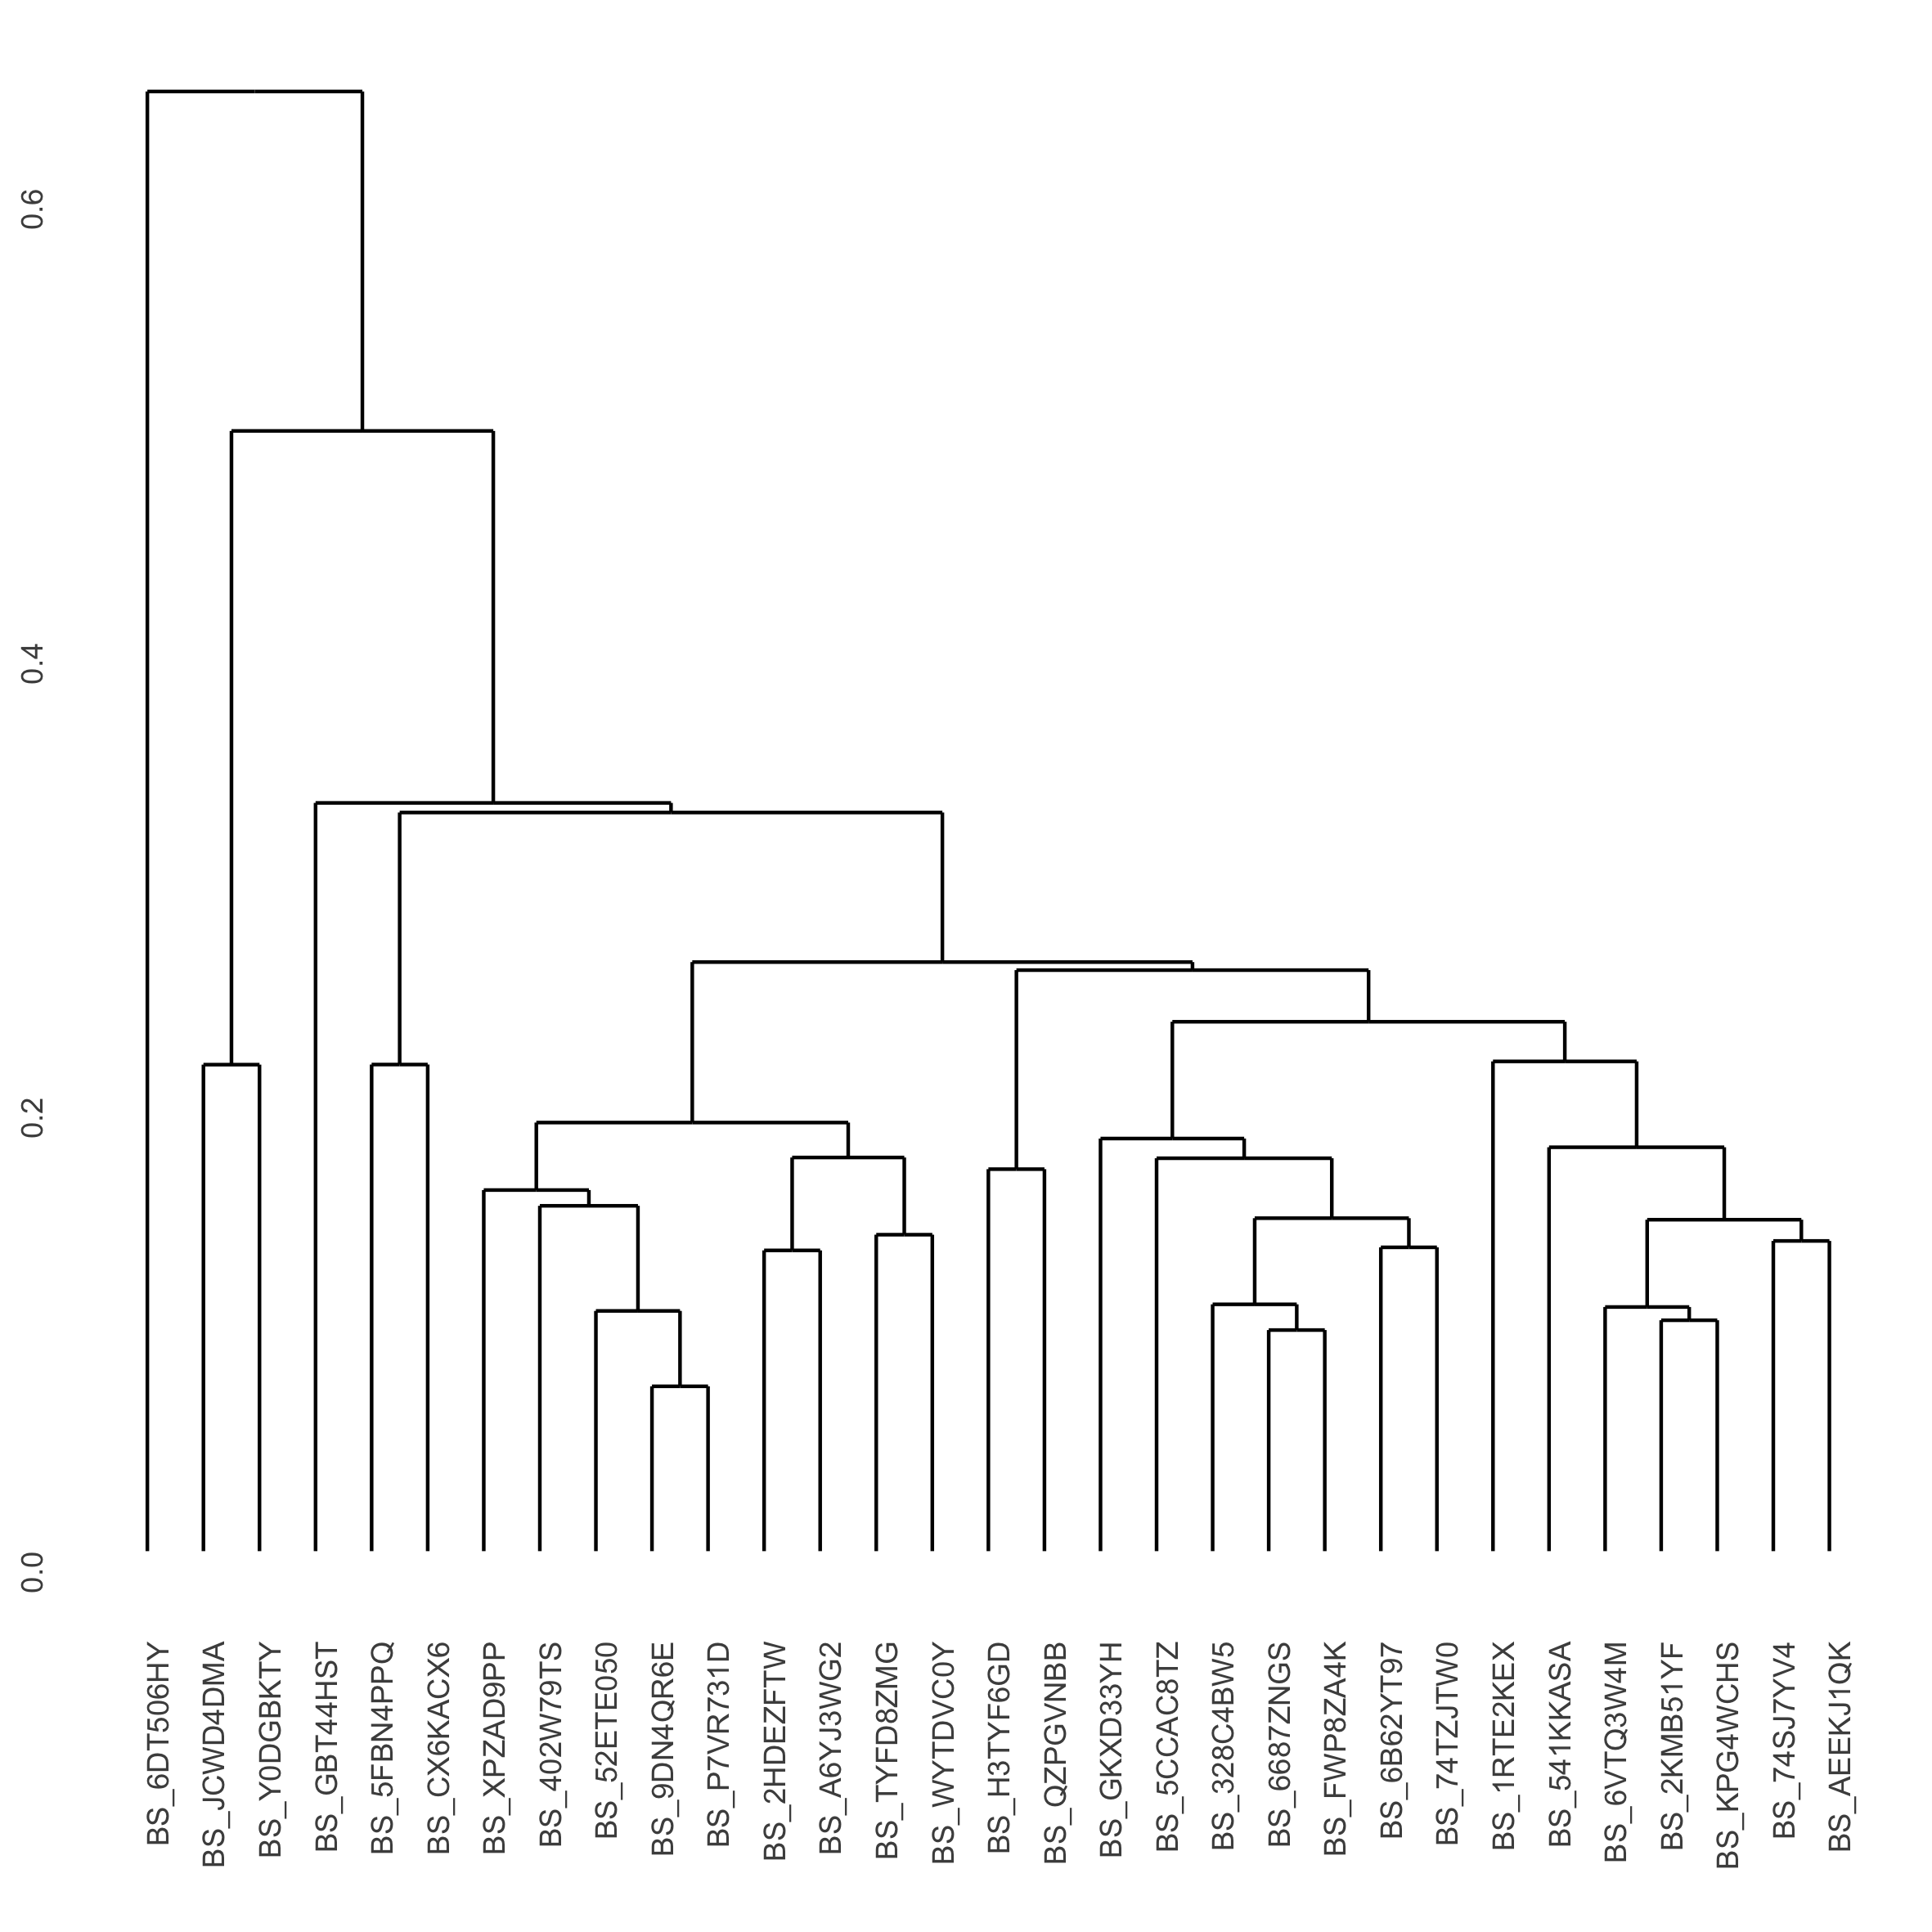 0.6
0.4
0.2
0.0
BS_6DT506HY
BS_JCWD4DMA
BS_Y0DGBKTY
BS_GBT44HST
BS_5FBN4PPQ
BS_CX6KACX6
BS_XPZAD9PP
BS_402W79TS
BS_52ETE050
BS_9DN4QR6E
BS_P7VR731D
BS_2HDEZFTW
BS_A6YJ3WG2
BS_TYFD8ZMG
BS_WYTDVC0Y
BS_H3TYF6GD
BS_QZPGVNBB
BS_GKXD33YH
BS_5CCAC8TZ
BS_328C4BW5
BS_6687ZNGS
BS_FWP8ZA4K
BS_6B62YT97
BS_74TZJTW0
BS_1RTE2KEX
BS_541KKASA
BS_6VTQ3W4M
BS_2KMB51YF
BS_KPG4WCHS
BS_74SJ7YV4
BS_AEEKJ1QK